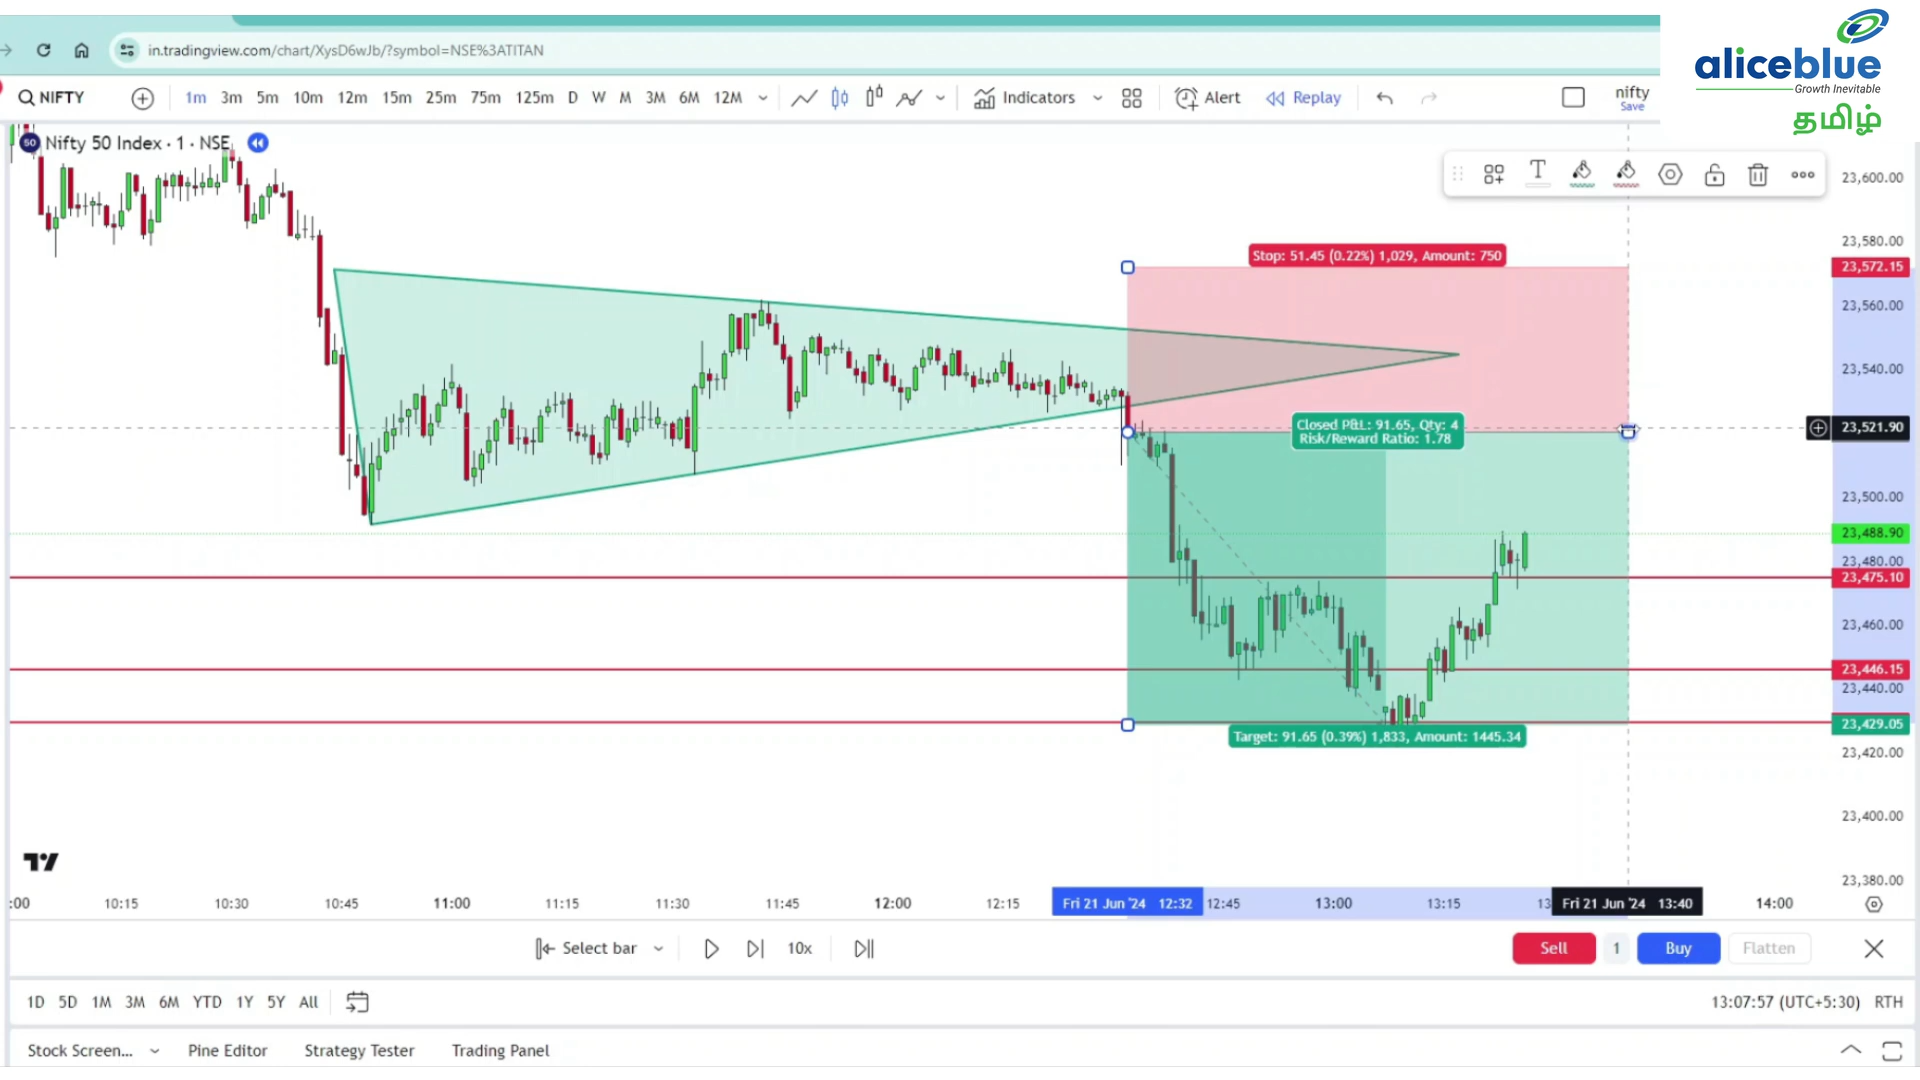 in.tradingview.com/chart/XysD6wJb/?symbol=NSE%3ATITAN
aliceblue
Growth Inevitable
தமிழ்
NIFTY 1m 3m 5m 10m 12m 15m 25m 75m 125m D W M 3M 6M 12M Indicators Alert Replay nifty
Save
50 Nifty 50 Index · 1 · NSE
T
23,600.00
23,580.00
Stop: 51.45 (0.22%) 1,029, Amount: 750
23,572.15
23,560.00
23,540.00
Closed P&L: 91.65, Qty: 4
Risk/Reward Ratio: 1.78
23,521.90
23,500.00
23,488.90
23,480.00
23,475.10
23,460.00
23,446.15
23,440.00
23,429.05
Target: 91.65 (0.39%) 1,833, Amount: 1445.34
23,420.00
23,400.00
23,380.00
:00 10:15 10:30 10:45 11:00 11:15 11:30 11:45 12:00 12:15 Fri 21 Jun '24 12:32 12:45 13:00 13:15 13 Fri 21 Jun '24 13:40 14:00
Select bar 10x Sell 1 Buy Flatten
1D 5D 1M 3M 6M YTD 1Y 5Y All 13:07:57 (UTC+5:30) RTH
Stock Screen... Pine Editor Strategy Tester Trading Panel